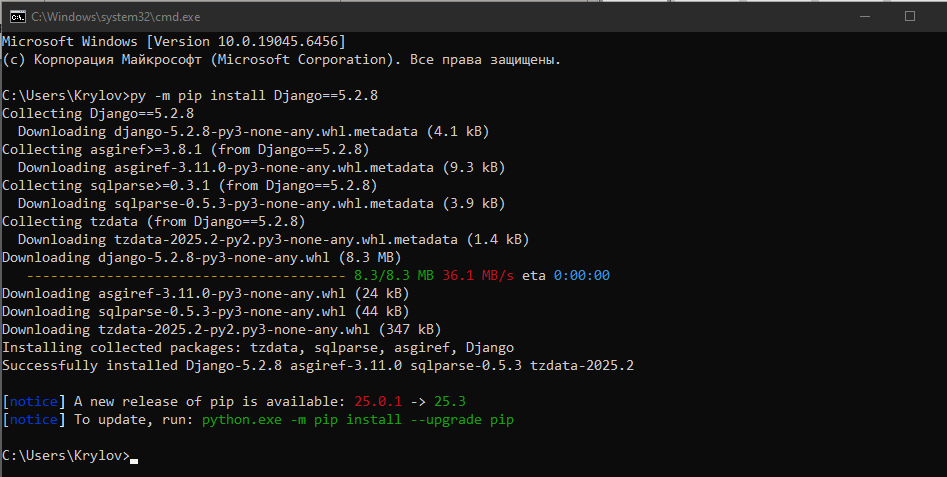 C:\Windows\system32\cmd.exe
Microsoft Windows [Version 10.0.19045.6456]
(c) Корпорация Майкрософт (Microsoft Corporation). Все права защищены.
C:\Users\Krylov>py -m pip install Django==5.2.8
Collecting Django==5.2.8
  Downloading django-5.2.8-py3-none-any.whl.metadata (4.1 kB)
Collecting asgiref>=3.8.1 (from Django==5.2.8)
  Downloading asgiref-3.11.0-py3-none-any.whl.metadata (9.3 kB)
Collecting sqlparse>=0.3.1 (from Django==5.2.8)
  Downloading sqlparse-0.5.3-py3-none-any.whl.metadata (3.9 kB)
Collecting tzdata (from Django==5.2.8)
  Downloading tzdata-2025.2-py2.py3-none-any.whl.metadata (1.4 kB)
Downloading django-5.2.8-py3-none-any.whl (8.3 MB)
   ---------------------------------------- 8.3/8.3 MB 36.1 MB/s eta 0:00:00
Downloading asgiref-3.11.0-py3-none-any.whl (24 kB)
Downloading sqlparse-0.5.3-py3-none-any.whl (44 kB)
Downloading tzdata-2025.2-py2.py3-none-any.whl (347 kB)
Installing collected packages: tzdata, sqlparse, asgiref, Django
Successfully installed Django-5.2.8 asgiref-3.11.0 sqlparse-0.5.3 tzdata-2025.2
[notice] A new release of pip is available: 25.0.1 -> 25.3
[notice] To update, run: python.exe -m pip install --upgrade pip
C:\Users\Krylov>